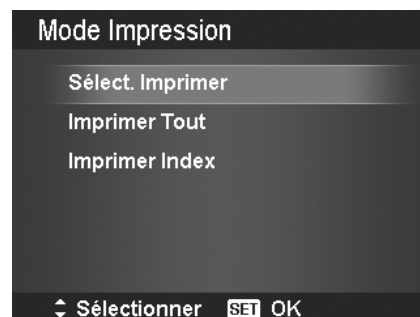 Mode Impression
Sélect. Imprimer
Imprimer Tout
Imprimer Index
Sélectionner SET OK